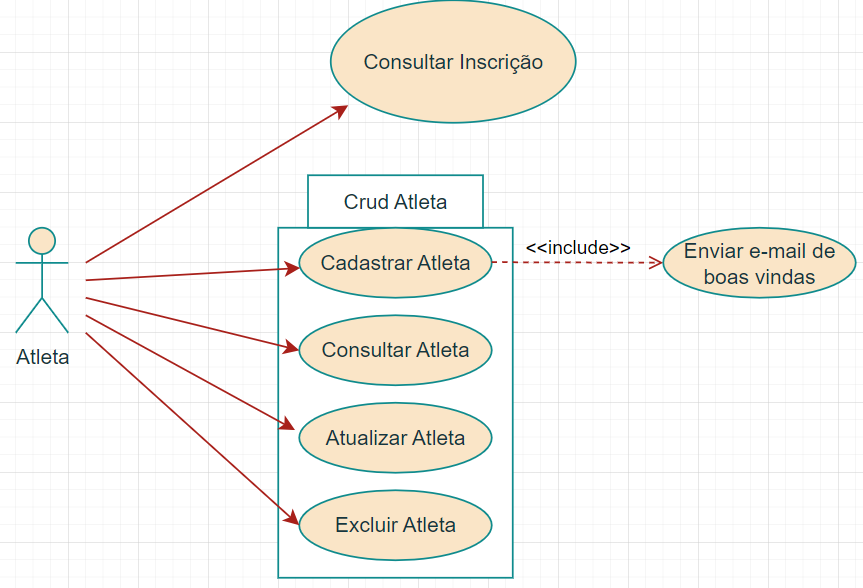 Consultar Inscrição
Crud Atleta
Cadastrar Atleta
<<include>>
Enviar e-mail de
boas vindas
Consultar Atleta
Atleta
Atualizar Atleta
Excluir Atleta